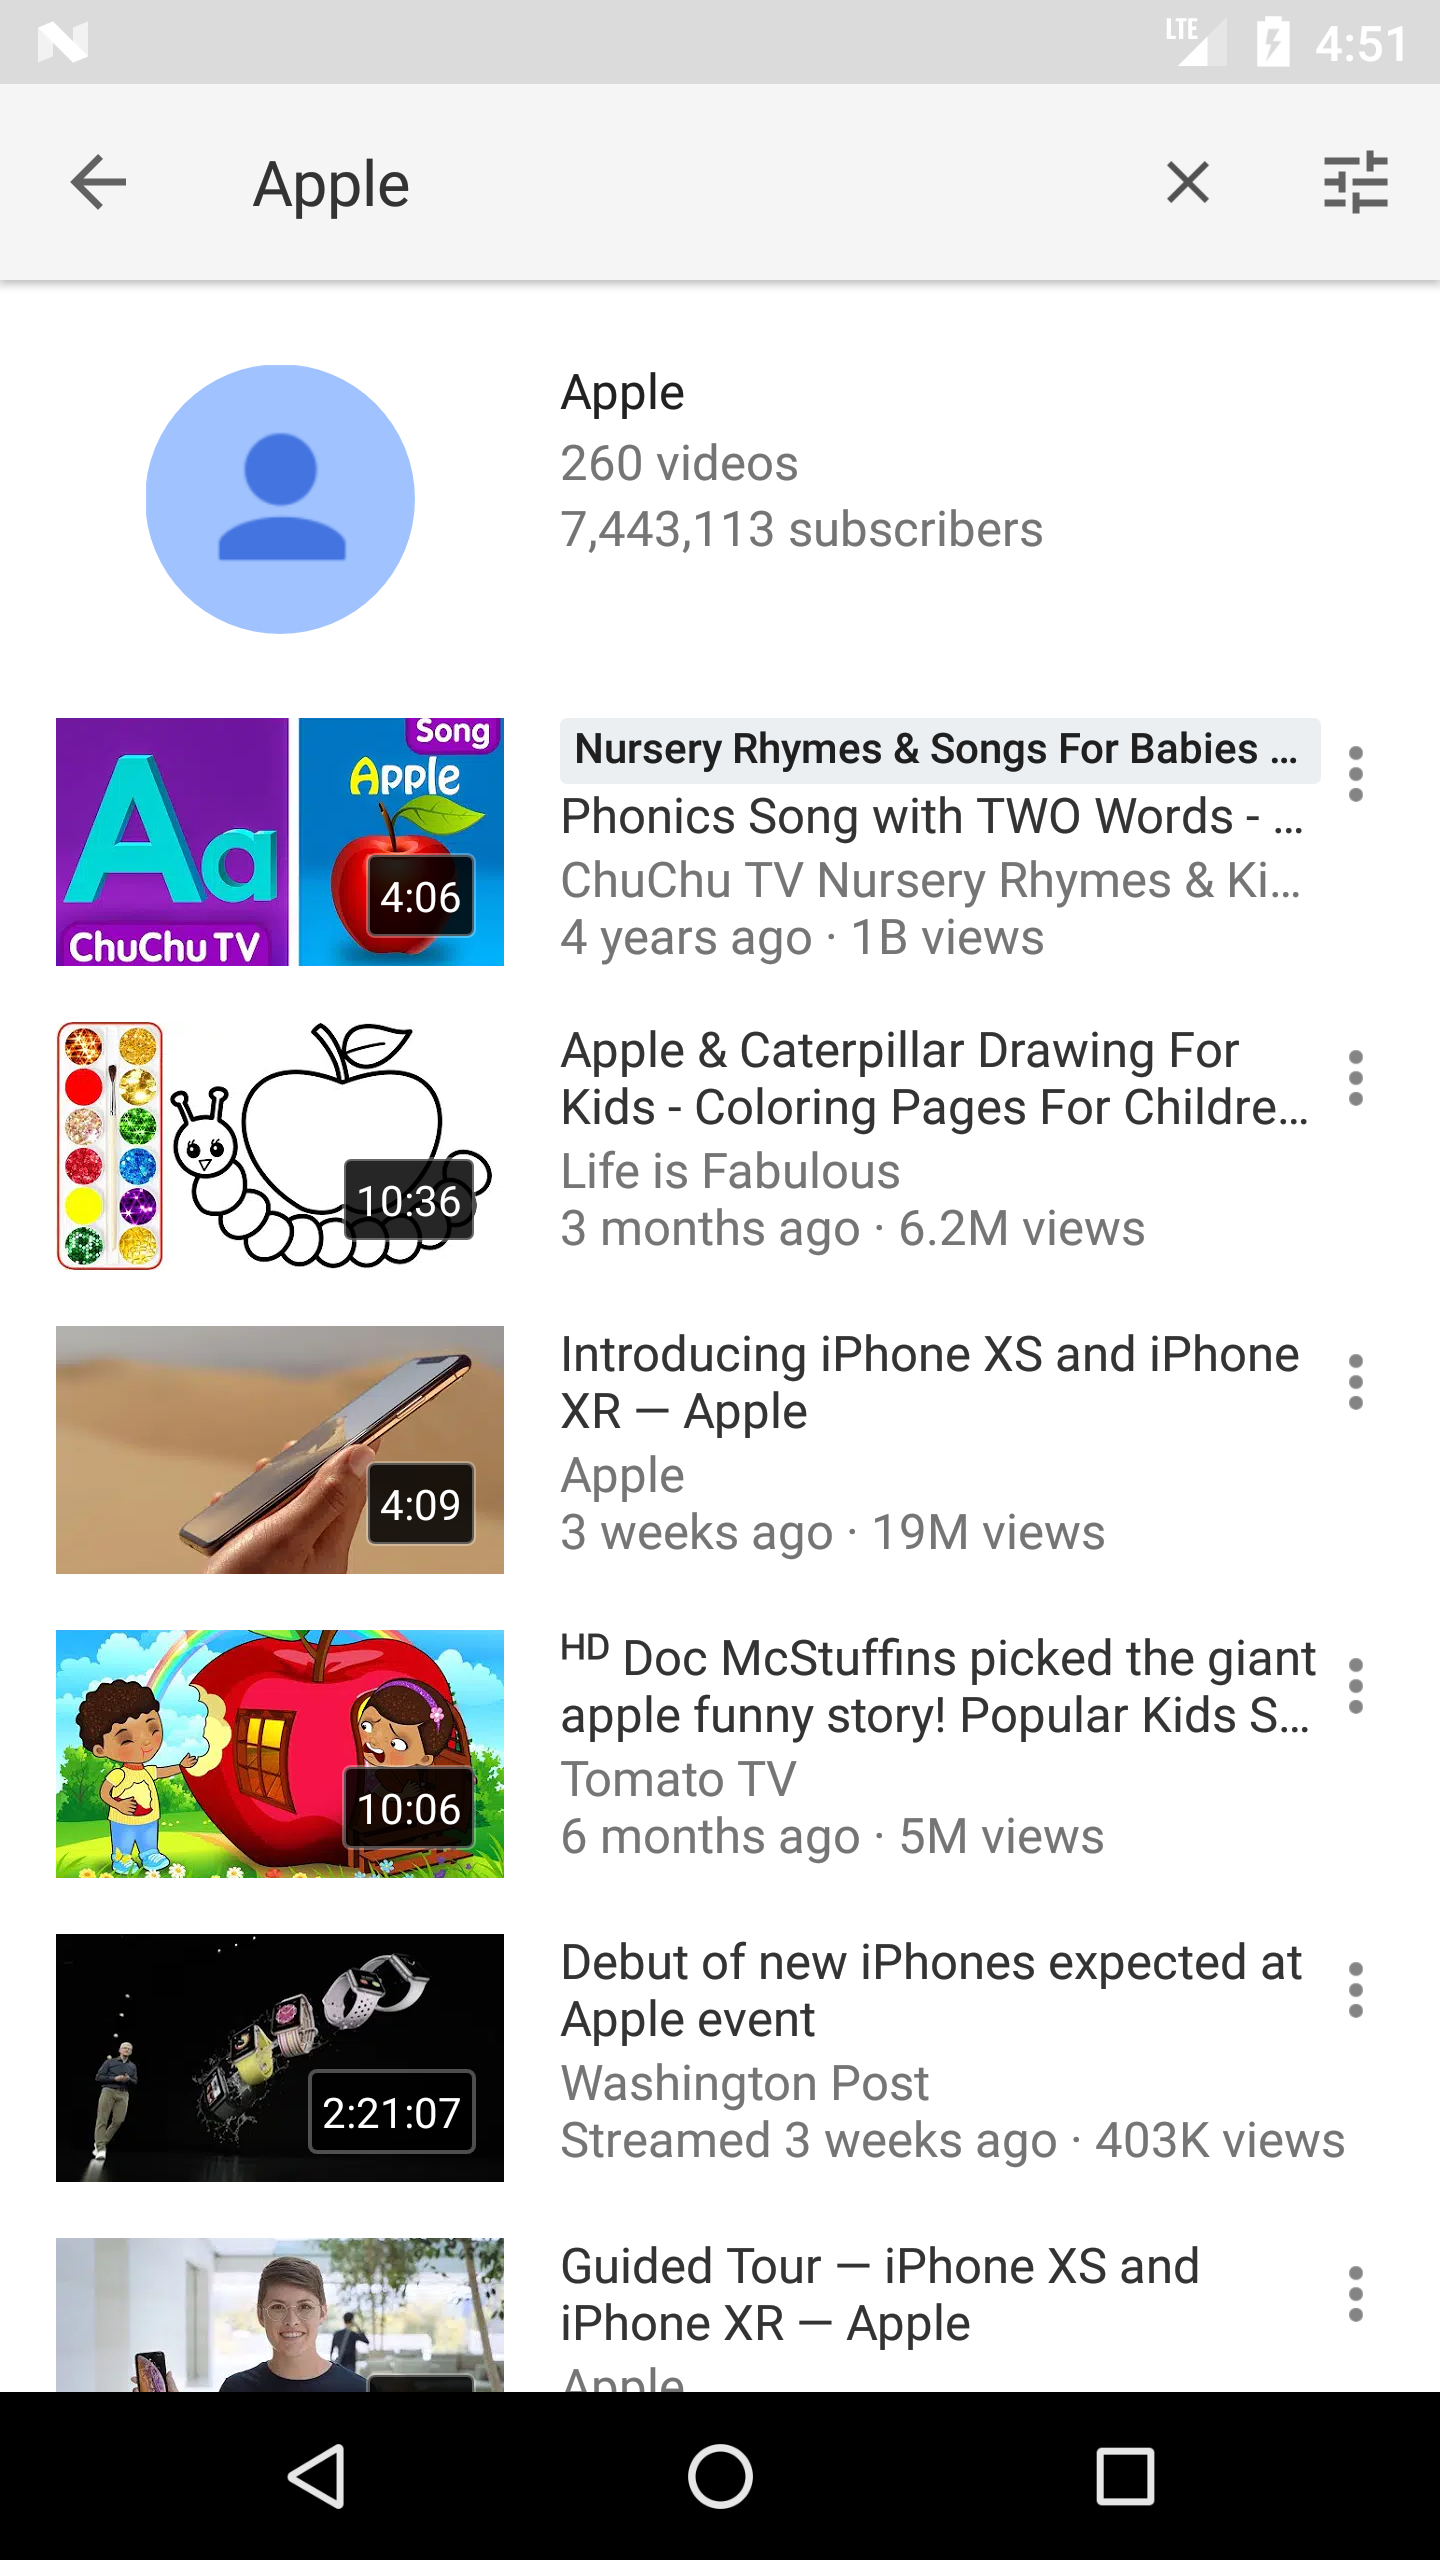 LTE 4:51
Apple
Apple
260 videos
7,443,113 subscribers
Aa
ChuChu TV
Song
Apple
4:06
Nursery Rhymes & Songs For Babies ...
Phonics Song with TWO Words - ...
ChuChu TV Nursery Rhymes & Ki...
4 years ago · 1B views
10:36
Apple & Caterpillar Drawing For
Kids - Coloring Pages For Childre...
Life is Fabulous
3 months ago · 6.2M views
4:09
Introducing iPhone XS and iPhone
XR — Apple
Apple
3 weeks ago · 19M views
10:06
ᴴᴰ Doc McStuffins picked the giant
apple funny story! Popular Kids S...
Tomato TV
6 months ago · 5M views
2:21:07
Debut of new iPhones expected at
Apple event
Washington Post
Streamed 3 weeks ago · 403K views
Guided Tour — iPhone XS and
iPhone XR — Apple
Apple